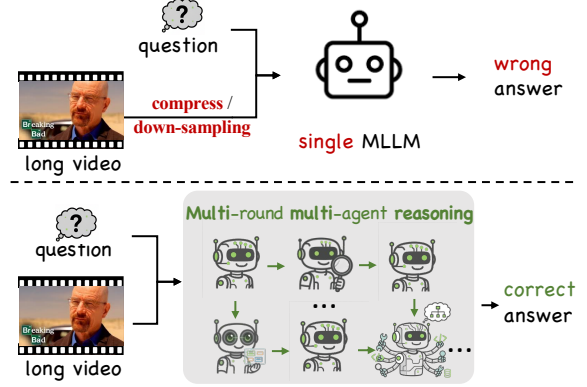 ?
question
compress /
down-sampling
Breaking
Bad
long video
single MLLM
wrong
answer
Multi-round multi-agent reasoning
?
question
Breaking
Bad
long video
...
...
correct
answer